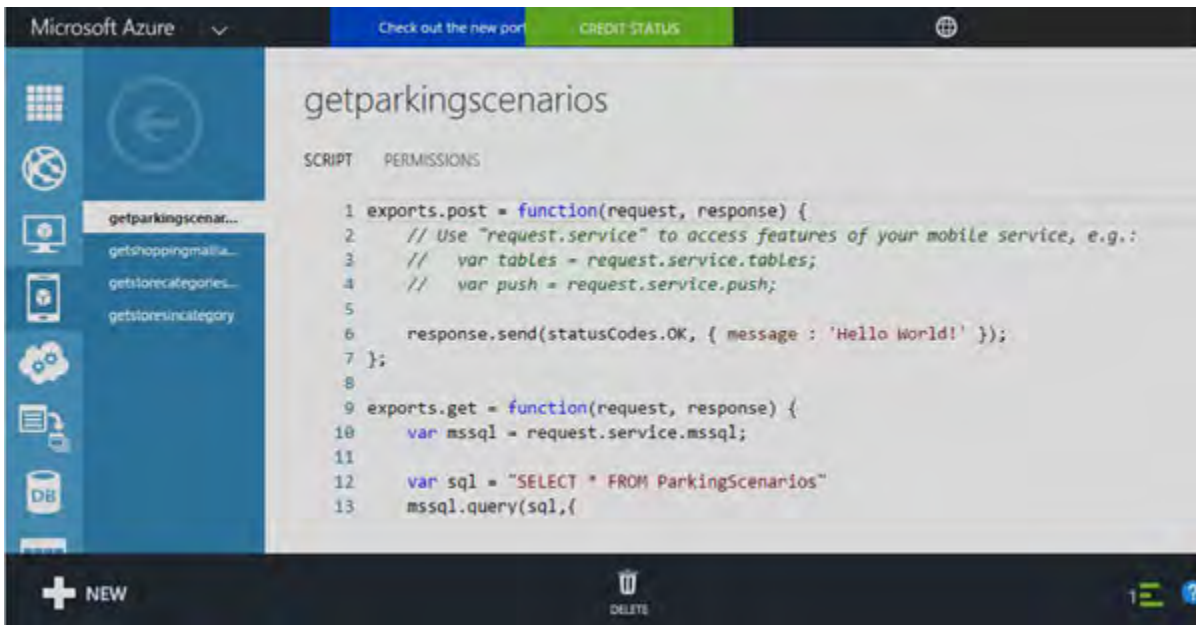 Microsoft Azure
Check out the new port
CREDIT STATUS
getparkingscenarios
SCRIPT PERMISSIONS
getparkingscenar...
getstorecategories...
getstoresincategory
1 exports.post = function(request, response) {
2 // Use "request.service" to access features of your mobile service, e.g.:
3 // var tables = request.service.tables;
4 // var push = request.service.push;
5
6 response.send(statusCodes.OK, { message : 'Hello World!' });
7 };
8
9 exports.get = function(request, response) {
10 var mssql = request.service.mssql;
11
12 var sql = "SELECT * FROM ParkingScenarios"
13 mssql.query(sql,{
DB
NEW
DELETE
1
?